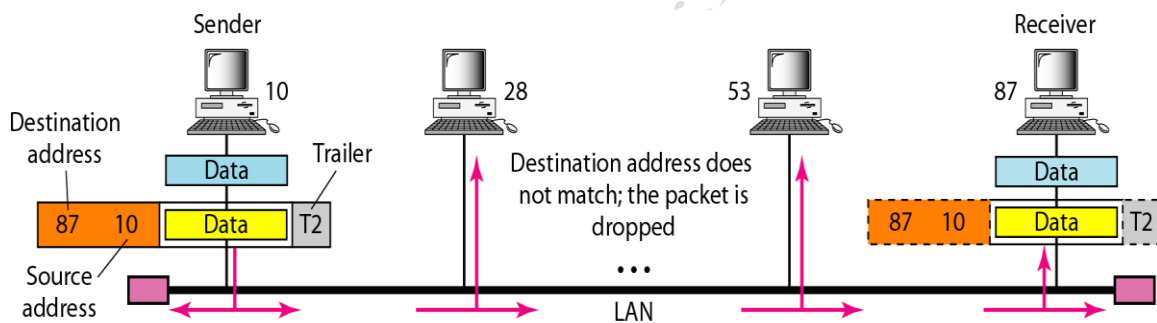 Sender
Receiver
10
28
53
87
Destination
address
Trailer
Data
Destination address does
not match; the packet is
dropped
Data
87 10 Data T2
87 10 Data T2
Source
address
...
LAN